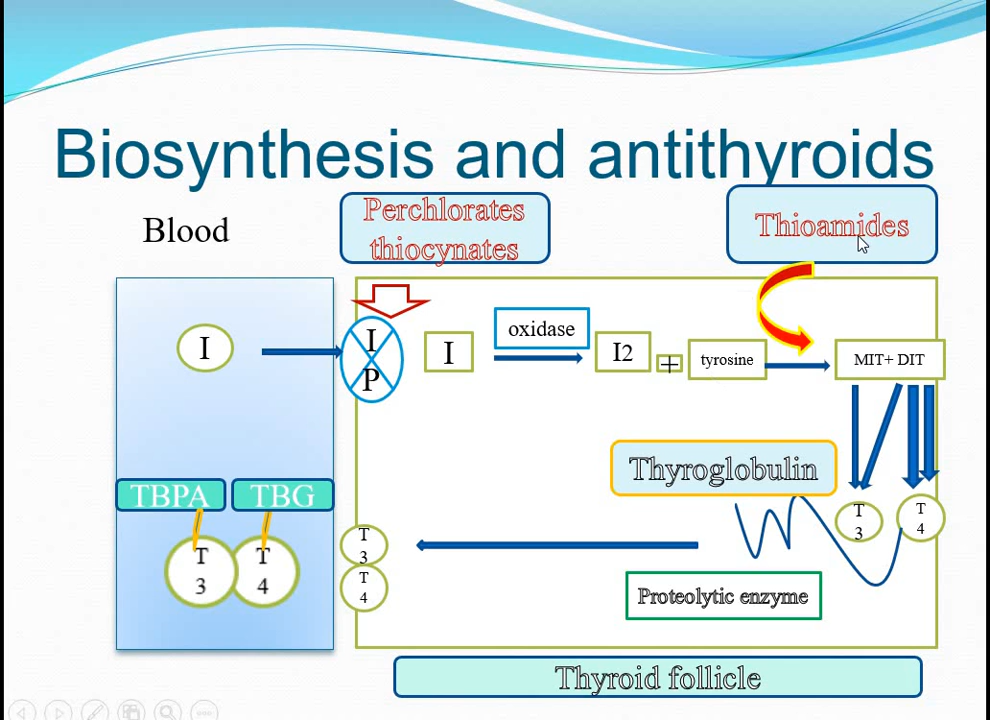 Biosynthesis and antithyroids
Blood
Perchlorates
thiocynates
Thioamides
I
I
P
I
oxidase
I2
+
tyrosine
MIT+ DIT
Thyroglobulin
TBPA
TBG
T
3
T
4
T
3
T
4
T
3
T
4
Proteolytic enzyme
Thyroid follicle